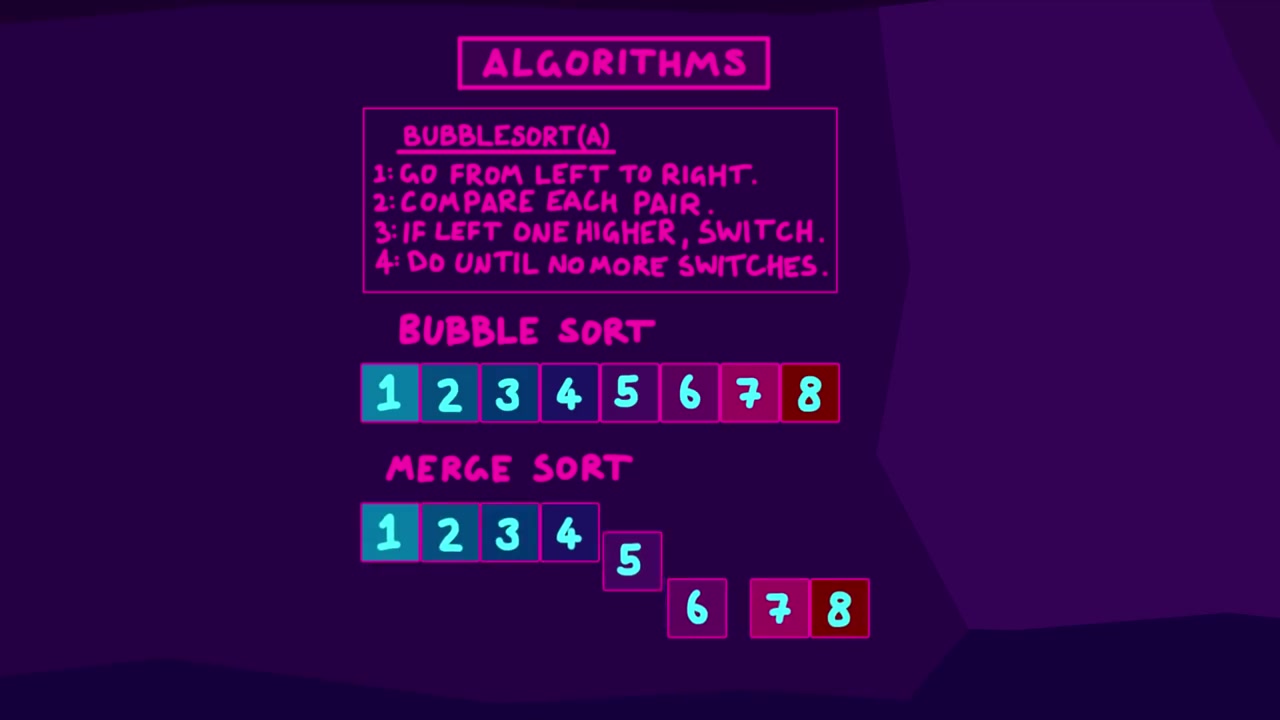 ALGORITHMS
BUBBLESORT(A)
1: GO FROM LEFT TO RIGHT.
2: COMPARE EACH PAIR.
3: IF LEFT ONE HIGHER, SWITCH.
4: DO UNTIL NO MORE SWITCHES.
BUBBLE SORT
1 2 3 4 5 6 7 8
MERGE SORT
1 2 3 4
5
6 7 8